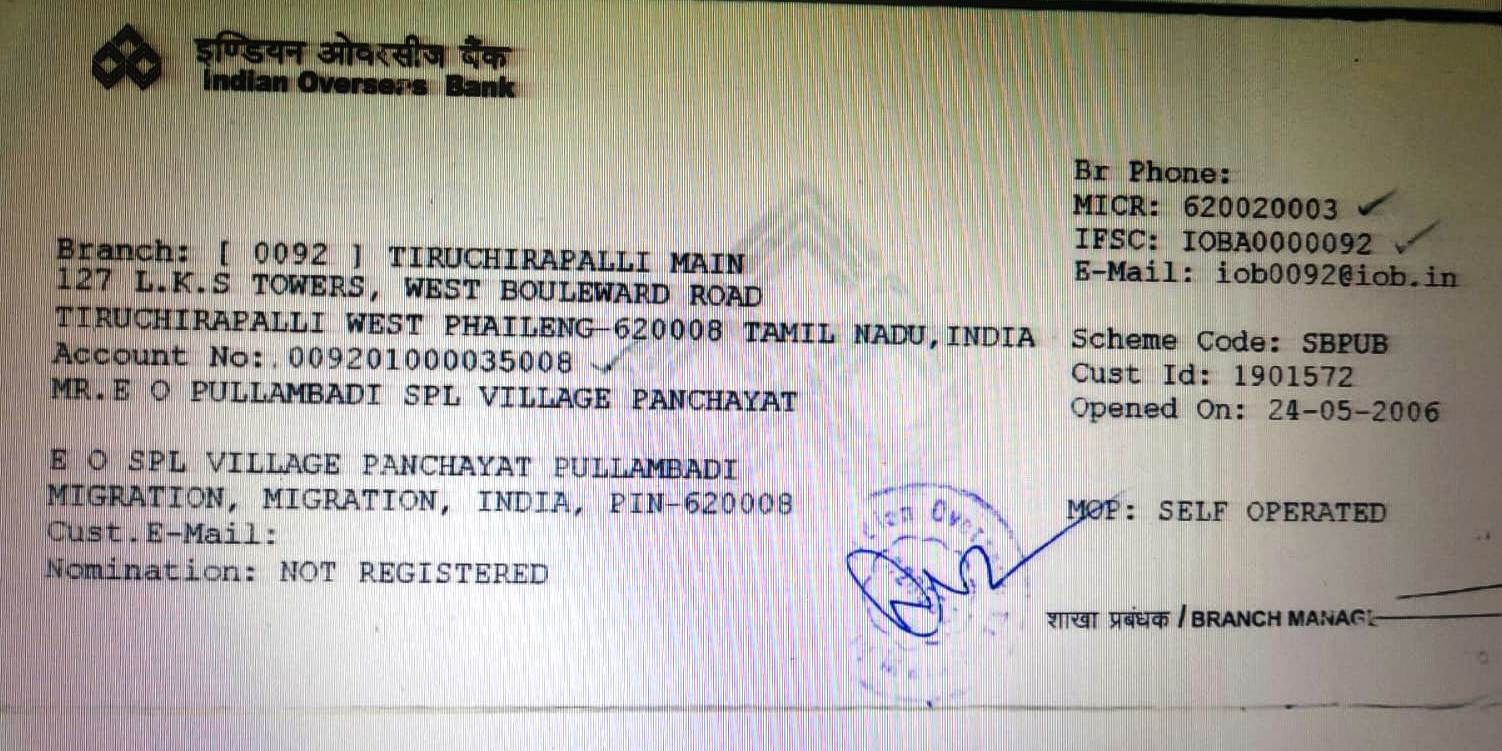 इण्डियन ओवरसीज बैंक
Indian Overseas Bank
Br Phone:
MICR: 620020003
IFSC: IOBA0000092
E-Mail: iob0092@iob.in
Branch: [ 0092 ] TIRUCHIRAPALLI MAIN
127 L.K.S TOWERS, WEST BOULEWARD ROAD
TIRUCHIRAPALLI WEST PHAILENG-620008 TAMIL NADU,INDIA
Account No: 009201000035008
MR.E O PULLAMBADI SPL VILLAGE PANCHAYAT
Scheme Code: SBPUB
Cust Id: 1901572
Opened On: 24-05-2006
E O SPL VILLAGE PANCHAYAT PULLAMBADI
MIGRATION, MIGRATION, INDIA, PIN-620008
Cust.E-Mail:
Nomination: NOT REGISTERED
MOP: SELF OPERATED
शाखा प्रबंधक / BRANCH MANAG